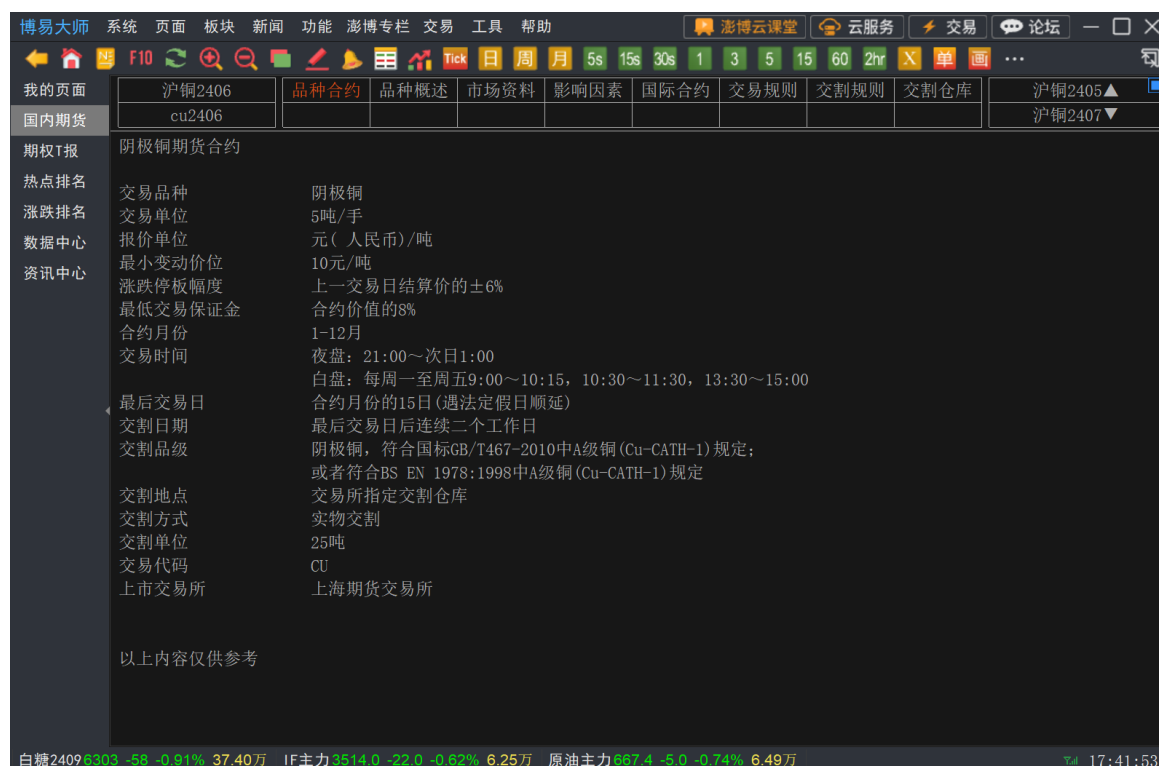 博易大师 系统 页面 板块 新闻 功能 澎博专栏 交易 工具 帮助 澎博云课堂 云服务 交易 论坛
F10 Tick 日 周 月 5s 15s 30s 1 3 5 15 60 2hr X 单 画 ···
我的页面 沪铜2406 品种合约 品种概述 市场资料 影响因素 国际合约 交易规则 交割规则 交割仓库 沪铜2405▲
国内期货 cu2406 沪铜2407▼
期权T报
热点排名
涨跌排名
数据中心
资讯中心
阴极铜期货合约
交易品种 阴极铜
交易单位 5吨/手
报价单位 元( 人民币)/吨
最小变动价位 10元/吨
涨跌停板幅度 上一交易日结算价的±6%
最低交易保证金 合约价值的8%
合约月份 1-12月
交易时间 夜盘: 21:00～次日1:00
白盘: 每周一至周五9:00～10:15, 10:30～11:30, 13:30～15:00
最后交易日 合约月份的15日(遇法定假日顺延)
交割日期 最后交易日后连续二个工作日
交割品级 阴极铜, 符合国标GB/T467-2010中A级铜(Cu-CATH-1)规定;
或者符合BS EN 1978:1998中A级铜(Cu-CATH-1)规定
交割地点 交易所指定交割仓库
交割方式 实物交割
交割单位 25吨
交易代码 CU
上市交易所 上海期货交易所
以上内容仅供参考
白糖2409 6303 -58 -0.91% 37.40万 IF主力 3514.0 -22.0 -0.62% 6.25万 原油主力 667.4 -5.0 -0.74% 6.49万 17:41:53